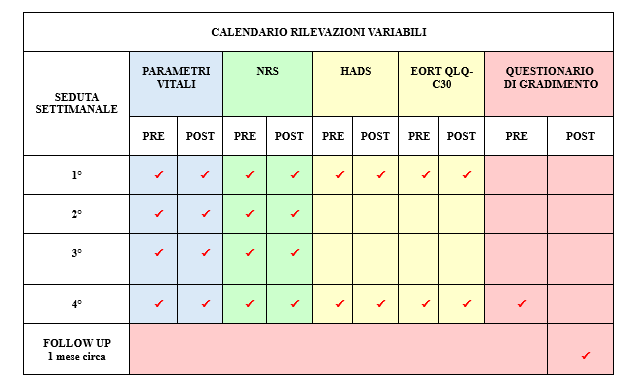 CALENDARIO RILEVAZIONI VARIABILI
SEDUTA
SETTIMANALE
PARAMETRI
VITALI
NRS
HADS
EORT QLQ-
C30
QUESTIONARIO
DI GRADIMENTO
PRE POST PRE POST PRE POST PRE POST PRE POST
1° ✓ ✓ ✓ ✓ ✓ ✓ ✓ ✓
2° ✓ ✓ ✓ ✓
3° ✓ ✓ ✓ ✓
4° ✓ ✓ ✓ ✓ ✓ ✓ ✓ ✓ ✓
FOLLOW UP
1 mese circa ✓